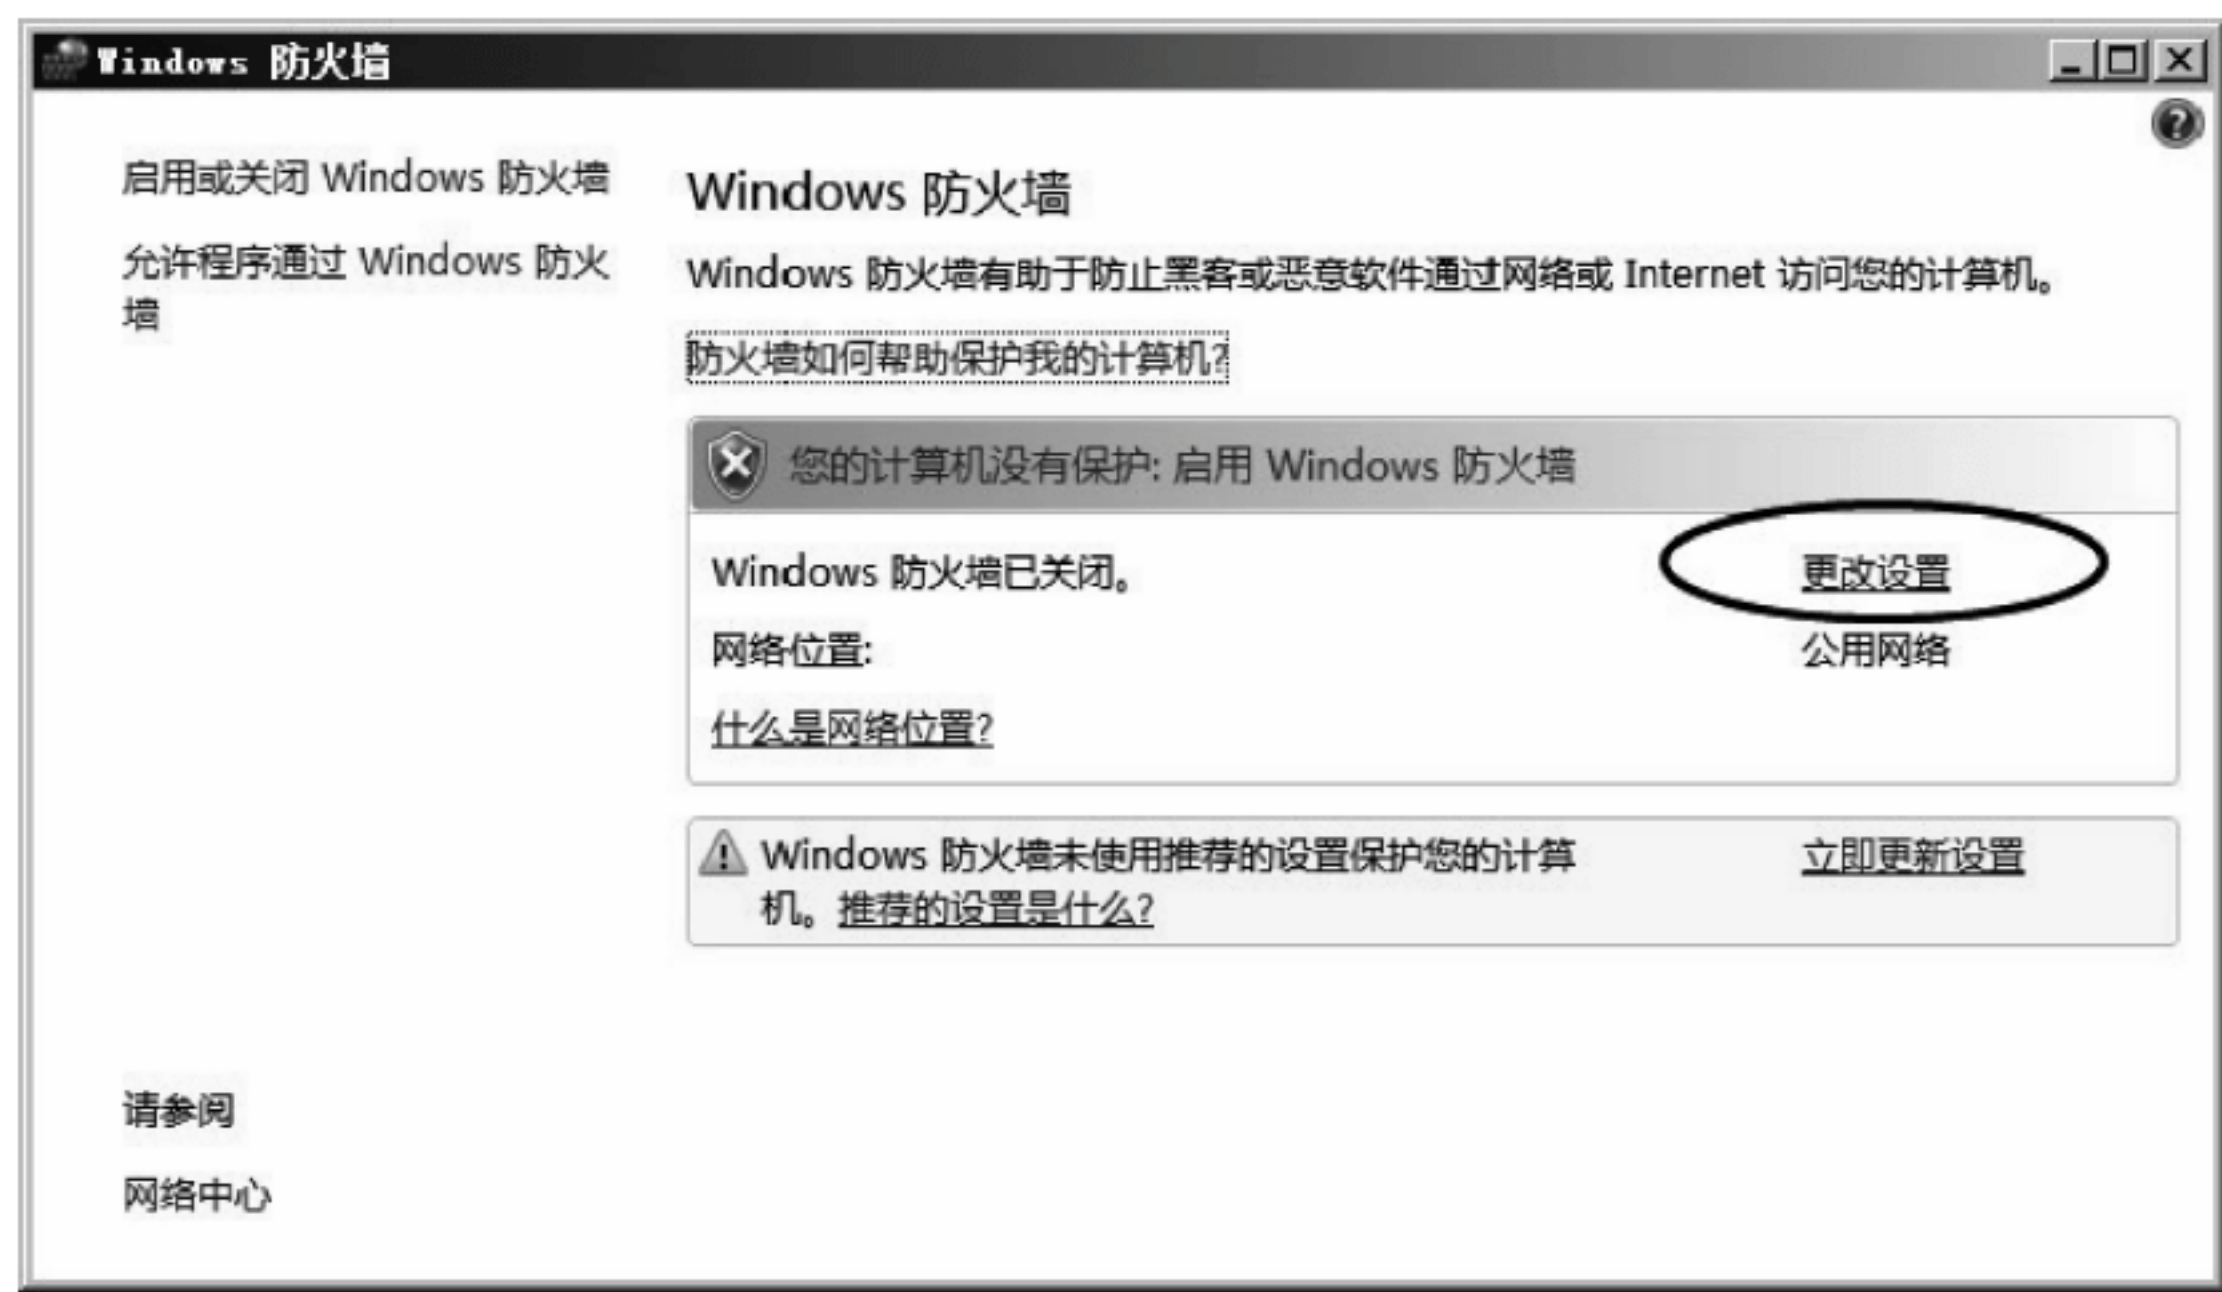 Windows 防火墙
启用或关闭 Windows 防火墙
允许程序通过 Windows 防火
墙
Windows 防火墙
Windows 防火墙有助于防止黑客或恶意软件通过网络或 Internet 访问您的计算机。
防火墙如何帮助保护我的计算机?
您的计算机没有保护: 启用 Windows 防火墙
Windows 防火墙已关闭。 更改设置
网络位置: 公用网络
什么是网络位置?
Windows 防火墙未使用推荐的设置保护您的计算 立即更新设置
机。推荐的设置是什么?
请参阅
网络中心